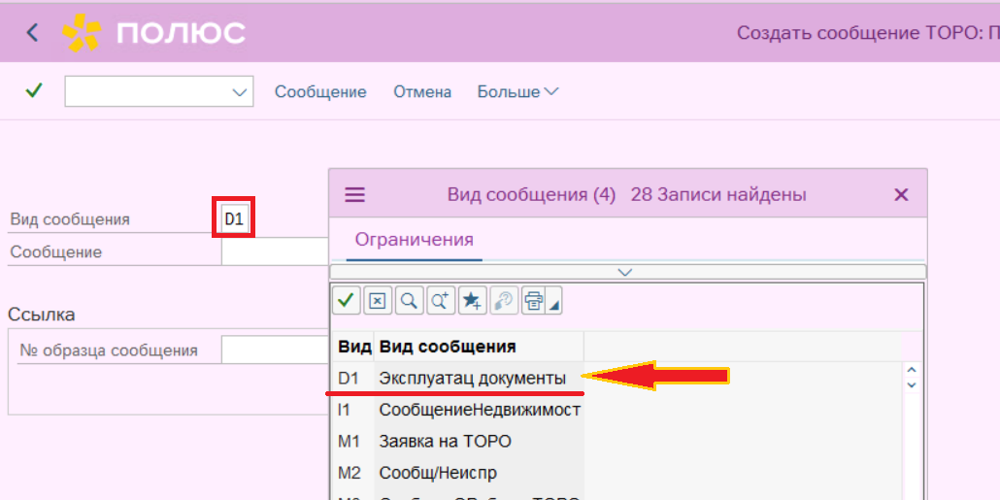 ПОЛЮС
Создать сообщение ТОРО: П
Сообщение Отмена Больше
Вид сообщения (4) 28 Записи найдены
Вид сообщения D1
Ограничения
Сообщение
Ссылка
№ образца сообщения
Вид Вид сообщения
D1 Эксплуатац документы
I1 СообщениеНедвижимост
M1 Заявка на ТОРО
M2 Сообщ/Неиспр